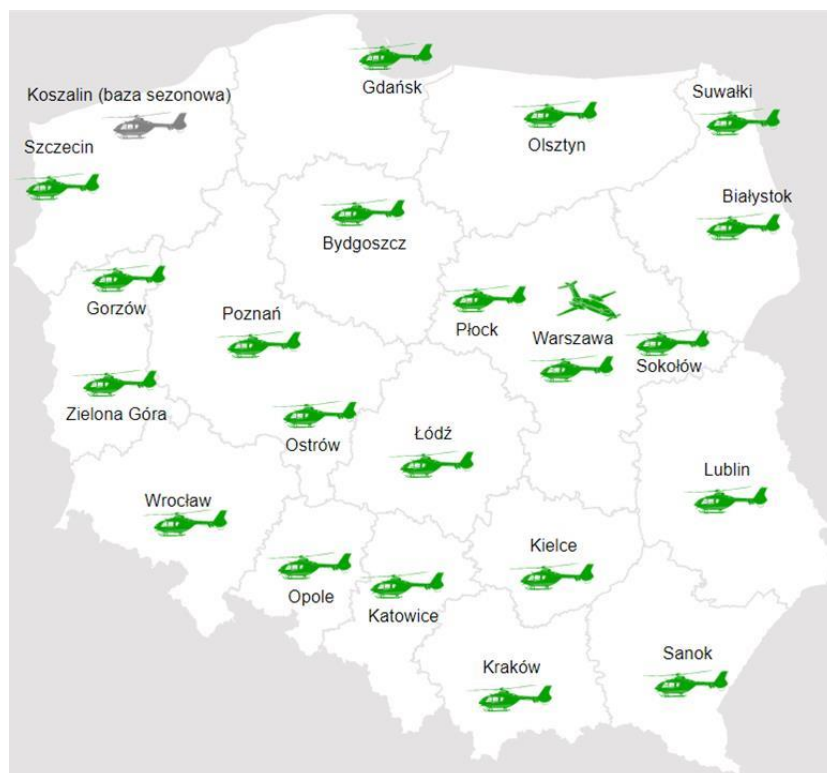 Gdańsk
Koszalin (baza sezonowa)
Suwałki
Olsztyn
Szczecin
Białystok
Bydgoszcz
Gorzów
Poznań
Płock
Warszawa
Sokołów
Zielona Góra
Ostrów
Łódź
Lublin
Wrocław
Kielce
Opole
Katowice
Kraków
Sanok